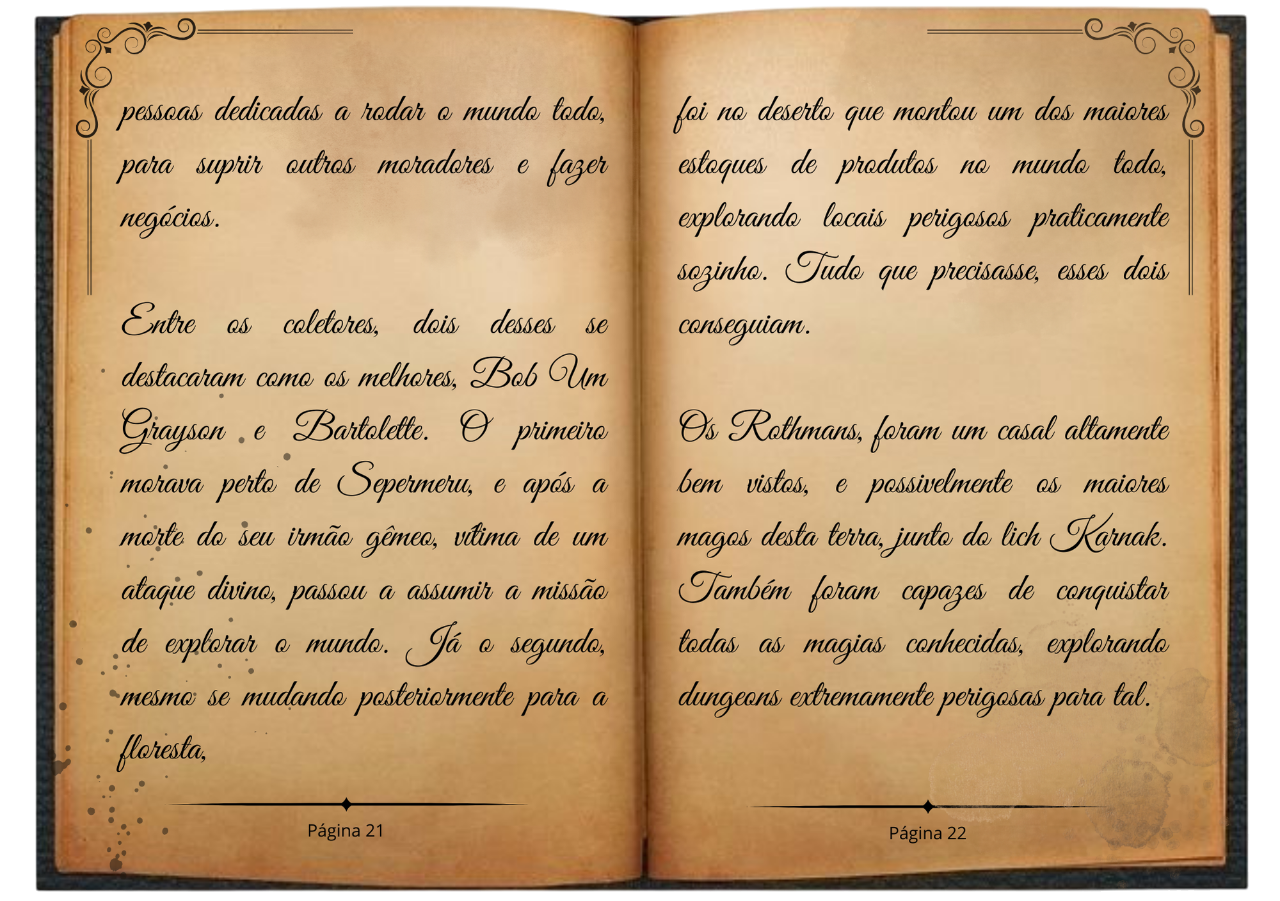 pessoas dedicadas a rodar o mundo todo,
para suprir outros moradores e fazer
negócios.
Entre os coletores, dois desses se
destacaram como os melhores, Bob Um
Grayson e Bartolette. O primeiro
morava perto de Sepermeru, e após a
morte do seu irmão gêmeo, vítima de um
ataque divino, passou a assumir a missão
de explorar o mundo. Já o segundo,
mesmo se mudando posteriormente para a
floresta,
Página 21
foi no deserto que montou um dos maiores
estoques de produtos no mundo todo,
explorando locais perigosos praticamente
sozinho. Tudo que precisasse, esses dois
conseguiam.
Os Rothmans, foram um casal altamente
bem vistos, e possivelmente os maiores
magos desta terra, junto do lich Karnak.
Também foram capazes de conquistar
todas as magias conhecidas, explorando
dungeons extremamente perigosas para tal.
Página 22